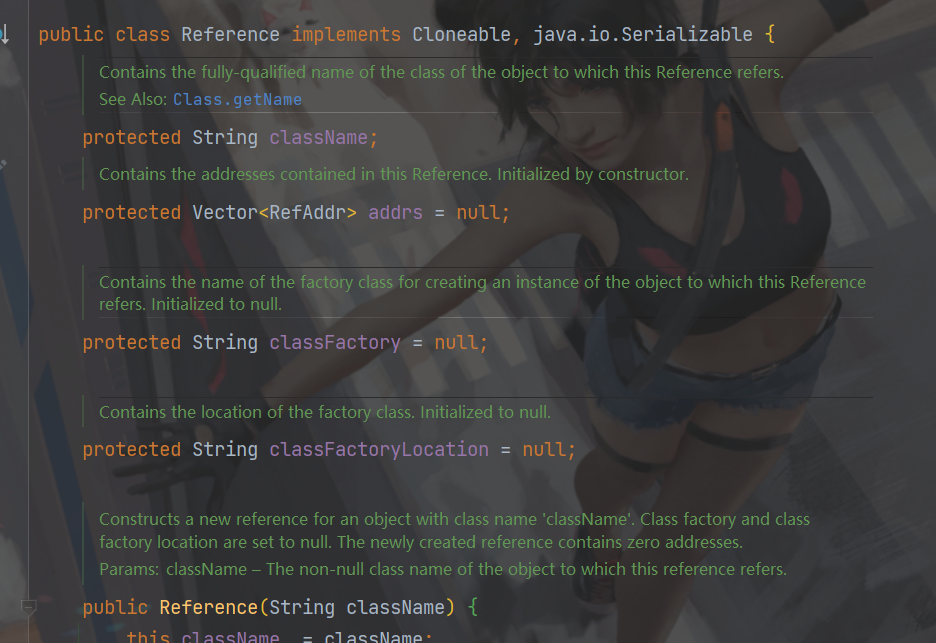 public class Reference implements Cloneable, java.io.Serializable {
Contains the fully-qualified name of the class of the object to which this Reference refers.
See Also: Class.getName
protected String className;
Contains the addresses contained in this Reference. Initialized by constructor.
protected Vector<RefAddr> addrs = null;
Contains the name of the factory class for creating an instance of the object to which this Reference
refers. Initialized to null.
protected String classFactory = null;
Contains the location of the factory class. Initialized to null.
protected String classFactoryLocation = null;
Constructs a new reference for an object with class name 'className'. Class factory and class
factory location are set to null. The newly created reference contains zero addresses.
Params: className – The non-null class name of the object to which this reference refers.
public Reference(String className) {
this.className = className;